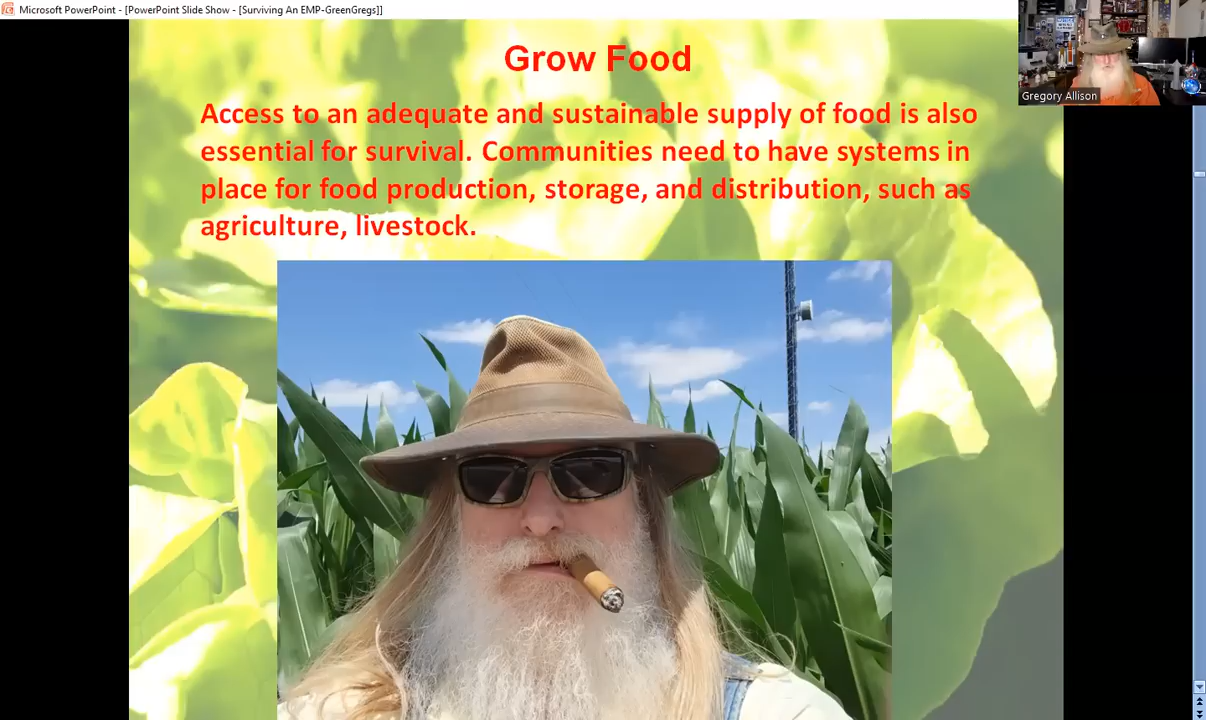 Microsoft PowerPoint - [PowerPoint Slide Show - [Surviving An EMP-GreenGregs]]
Grow Food
Access to an adequate and sustainable supply of food is also
essential for survival. Communities need to have systems in
place for food production, storage, and distribution, such as
agriculture, livestock.
Gregory Allison